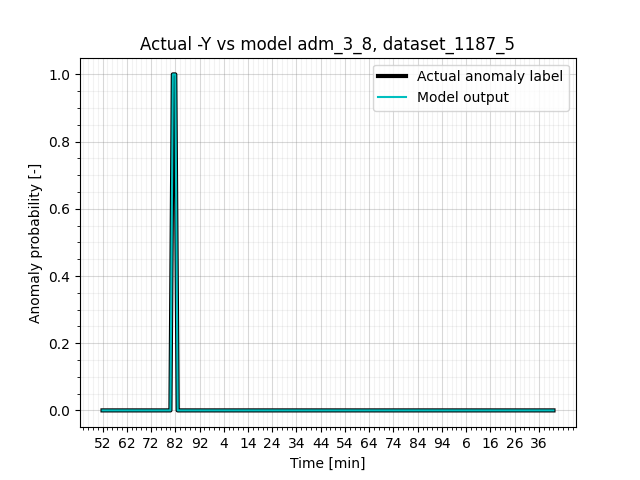 Actual -Y vs model adm_3_8, dataset_1187_5
Actual anomaly label
Model output
Anomaly probability [-]
1.0
0.8
0.6
0.4
0.2
0.0
52 62 72 82 92 4 14 24 34 44 54 64 74 84 94 6 16 26 36
Time [min]